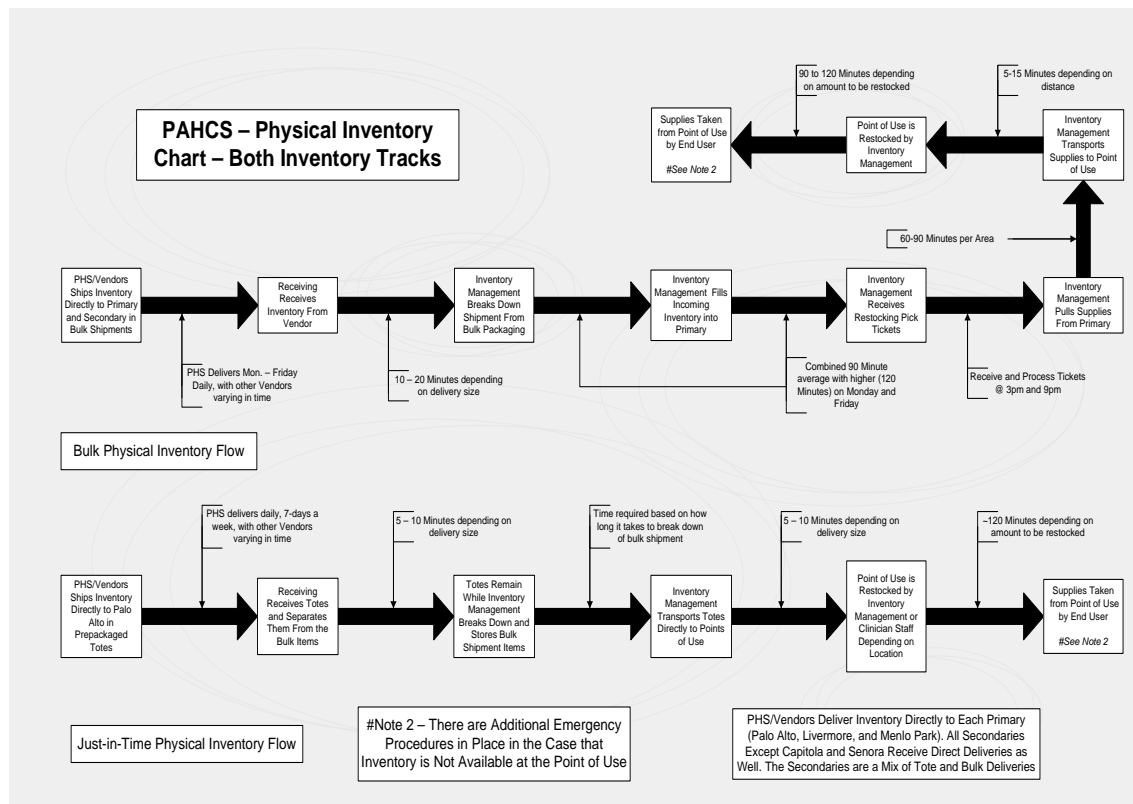 PAHCS – Physical Inventory
Chart – Both Inventory Tracks
90 to 120 Minutes depending
on amount to be restocked
5-15 Minutes depending on
distance
Supplies Taken
from Point of Use
by End User
#See Note 2
Point of Use is
Restocked by
Inventory
Management
Inventory
Management
Transports
Supplies to Point
of Use
60-90 Minutes per Area
PHS/Vendors
Ships Inventory
Directly to Primary
and Secondary in
Bulk Shipments
Receiving
Receives
Inventory From
Vendor
Inventory
Management
Breaks Down
Shipment From
Bulk Packaging
Inventory
Management Fills
Incoming
Inventory into
Primary
Inventory
Management
Receives
Restocking Pick
Tickets
Inventory
Management
Pulls Supplies
From Primary
PHS Delivers Mon. – Friday
Daily, with other Vendors
varying in time
10 – 20 Minutes depending
on delivery size
Combined 90 Minute
average with higher (120
Minutes) on Monday and
Friday
Receive and Process Tickets
@ 3pm and 9pm
Bulk Physical Inventory Flow
PHS delivers daily, 7-days a
week, with other Vendors
varying in time
5 – 10 Minutes depending on
delivery size
Time required based on how
long it takes to break down
of bulk shipment
5 – 10 Minutes depending on
delivery size
~120 Minutes depending on
amount to be restocked
PHS/Vendors
Ships Inventory
Directly to Palo
Alto in
Prepackaged
Totes
Receiving
Receives Totes
and Separates
Them From the
Bulk Items
Totes Remain
While Inventory
Management
Breaks Down and
Stores Bulk
Shipment Items
Inventory
Management
Transports Totes
Directly to Points
of Use
Point of Use is
Restocked by
Inventory
Management or
Clinician Staff
Depending on
Location
Supplies Taken
from Point of Use
by End User
#See Note 2
Just-in-Time Physical Inventory Flow
#Note 2 – There are Additional Emergency
Procedures in Place in the Case that
Inventory is Not Available at the Point of Use
PHS/Vendors Deliver Inventory Directly to Each Primary
(Palo Alto, Livermore, and Menlo Park). All Secondaries
Except Capitola and Senora Receive Direct Deliveries as
Well. The Secondaries are a Mix of Tote and Bulk Deliveries